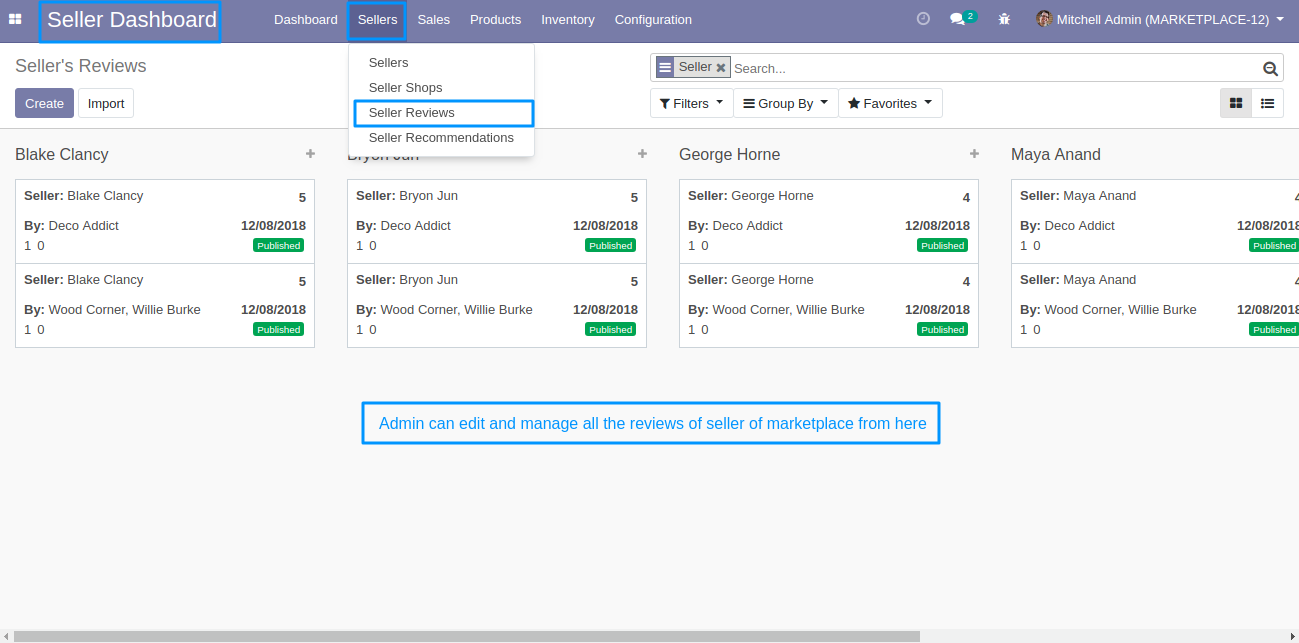 Seller Dashboard Dashboard Sellers Sales Products Inventory Configuration 2 Mitchell Admin (MARKETPLACE-12)
Sellers
Seller Shops
Seller Reviews
Seller Recommendations
Seller's Reviews
Seller Search...
Create Import
Filters Group By Favorites
Blake Clancy
Seller: Blake Clancy 5
By: Deco Addict 12/08/2018
1 0 Published
Seller: Blake Clancy 5
By: Wood Corner, Willie Burke 12/08/2018
1 0 Published
Bryon Jun
Seller: Bryon Jun 5
By: Deco Addict 12/08/2018
1 0 Published
Seller: Bryon Jun 5
By: Wood Corner, Willie Burke 12/08/2018
1 0 Published
George Horne
Seller: George Horne 4
By: Deco Addict 12/08/2018
1 0 Published
Seller: George Horne 4
By: Wood Corner, Willie Burke 12/08/2018
1 0 Published
Maya Anand
Seller: Maya Anand 4
By: Deco Addict 12/08/2018
1 0 Published
Seller: Maya Anand 4
By: Wood Corner, Willie Burke 12/08/2018
1 0 Published
Admin can edit and manage all the reviews of seller of marketplace from here